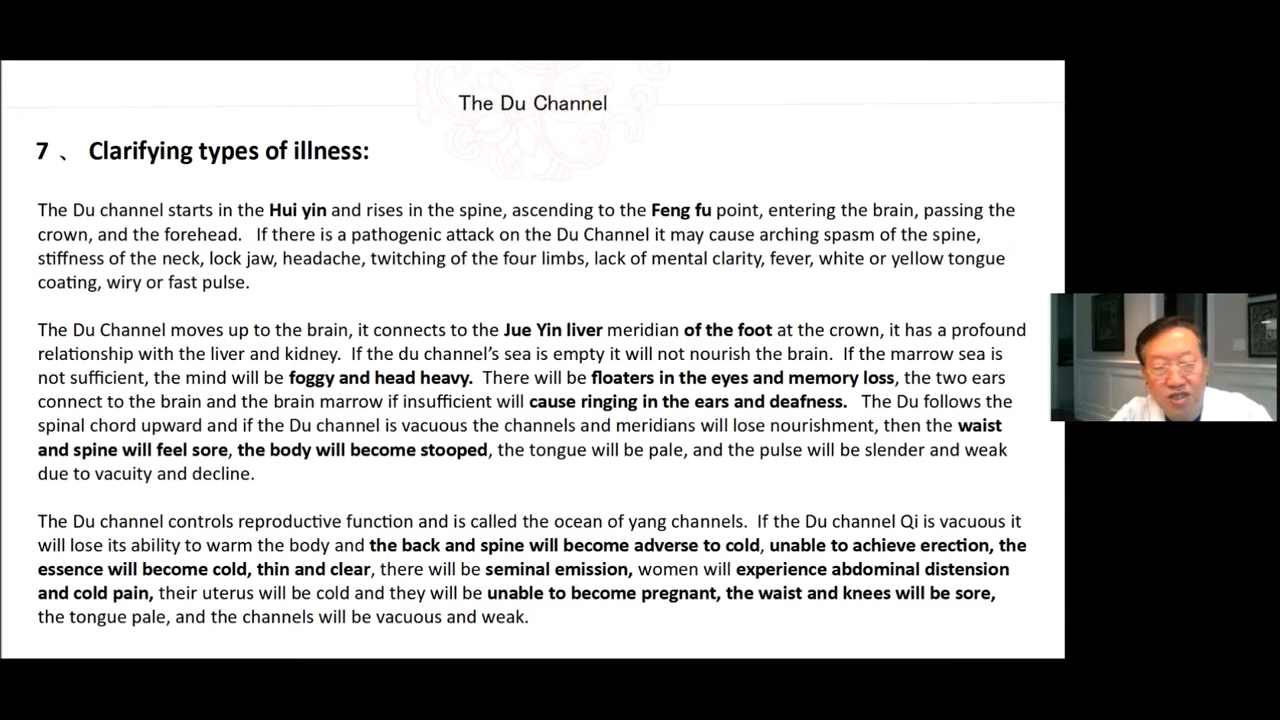 The Du Channel
7 、 Clarifying types of illness:
The Du channel starts in the Hui yin and rises in the spine, ascending to the Feng fu point, entering the brain, passing the
crown, and the forehead. If there is a pathogenic attack on the Du Channel it may cause arching spasm of the spine,
stiffness of the neck, lock jaw, headache, twitching of the four limbs, lack of mental clarity, fever, white or yellow tongue
coating, wiry or fast pulse.
The Du Channel moves up to the brain, it connects to the Jue Yin liver meridian of the foot at the crown, it has a profound
relationship with the liver and kidney. If the du channel’s sea is empty it will not nourish the brain. If the marrow sea is
not sufficient, the mind will be foggy and head heavy. There will be floaters in the eyes and memory loss, the two ears
connect to the brain and the brain marrow if insufficient will cause ringing in the ears and deafness. The Du follows the
spinal chord upward and if the Du channel is vacuous the channels and meridians will lose nourishment, then the waist
and spine will feel sore, the body will become stooped, the tongue will be pale, and the pulse will be slender and weak
due to vacuity and decline.
The Du channel controls reproductive function and is called the ocean of yang channels. If the Du channel Qi is vacuous it
will lose its ability to warm the body and the back and spine will become adverse to cold, unable to achieve erection, the
essence will become cold, thin and clear, there will be seminal emission, women will experience abdominal distension
and cold pain, their uterus will be cold and they will be unable to become pregnant, the waist and knees will be sore,
the tongue pale, and the channels will be vacuous and weak.